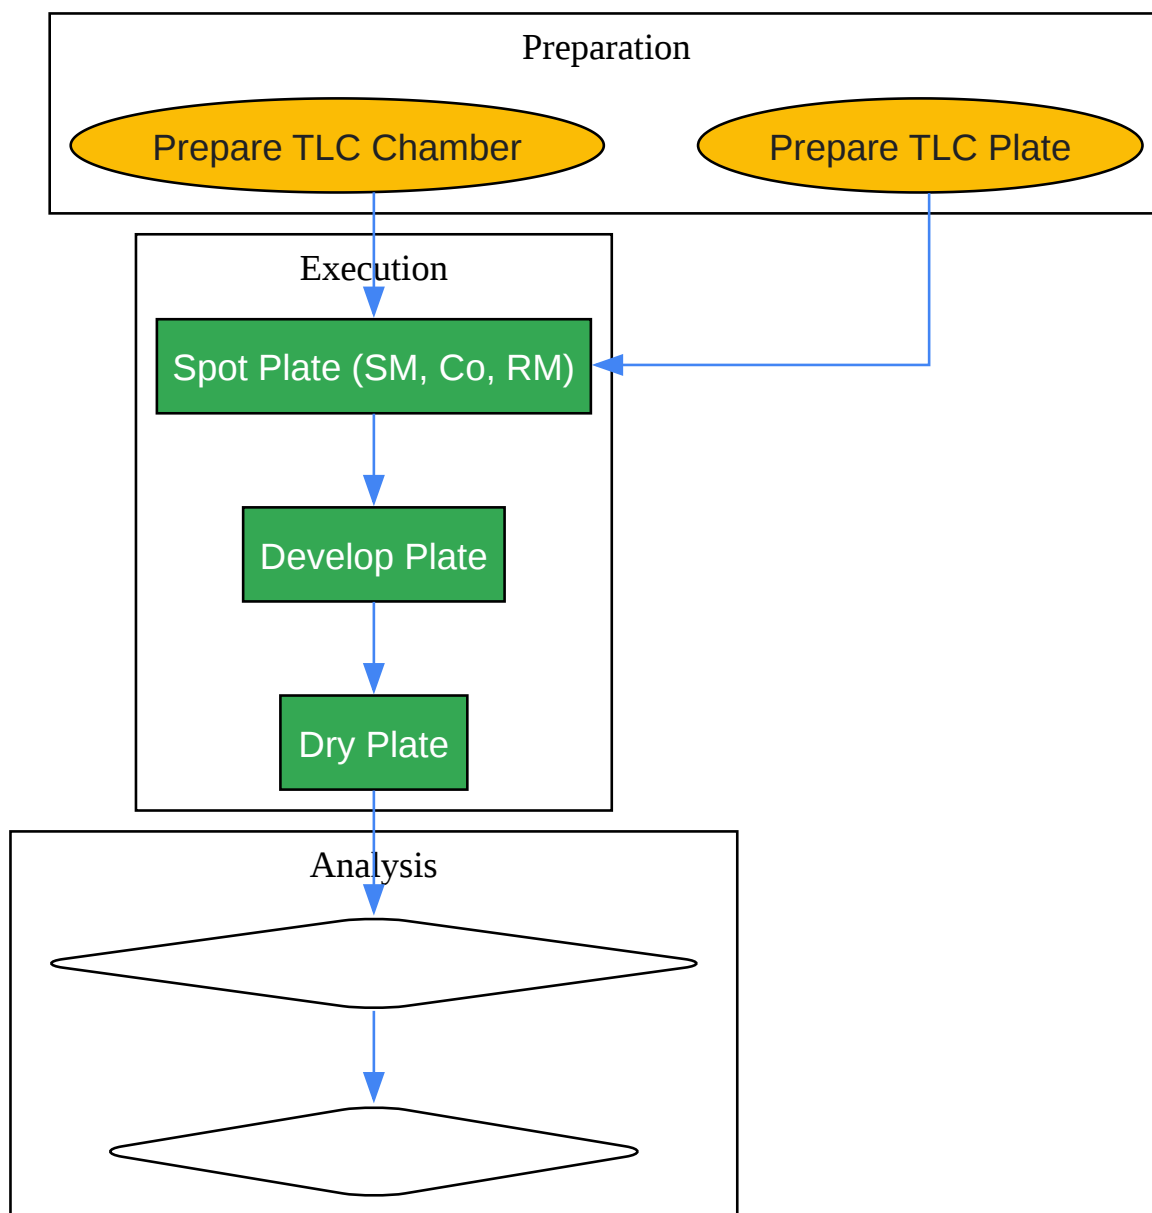 Preparation
Prepare TLC Chamber
Prepare TLC Plate
Execution
Spot Plate (SM, Co, RM)
Develop Plate
Dry Plate
Analysis